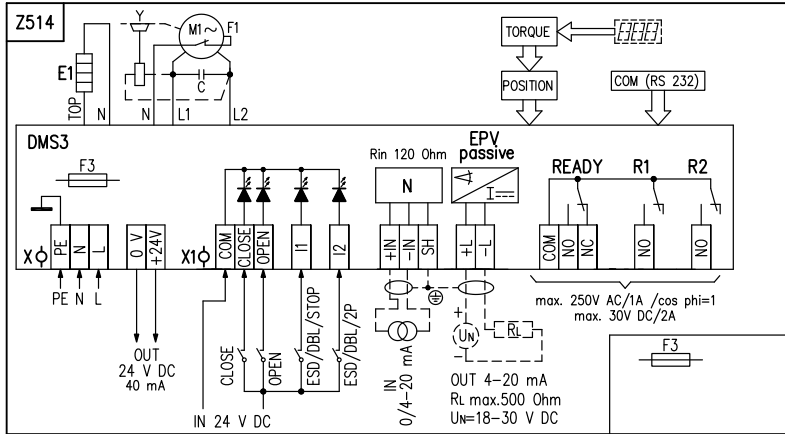 Z514
Y
M1~
F1
E1
C
TOP
N
N
L1
L2
TORQUE
POSITION
COM (RS 232)
DMS3
F3
Rin 120 Ohm
N
EPV
passive
I
READY
R1
R2
X
PE
N
L
0 V
+24V
X1
COM
CLOSE
OPEN
I1
I2
+IN
-IN
SH
+L
-L
COM
NO
NC
NO
NO
PE N L
OUT
24 V DC
40 mA
CLOSE
OPEN
ESD/DBL/STOP
ESD/DBL/2P
IN 24 V DC
IN
0/4-20 mA
+
UN
-
RL
OUT 4-20 mA
RL max.500 Ohm
UN=18-30 V DC
max. 250V AC/1A /cos phi=1
max. 30V DC/2A
F3